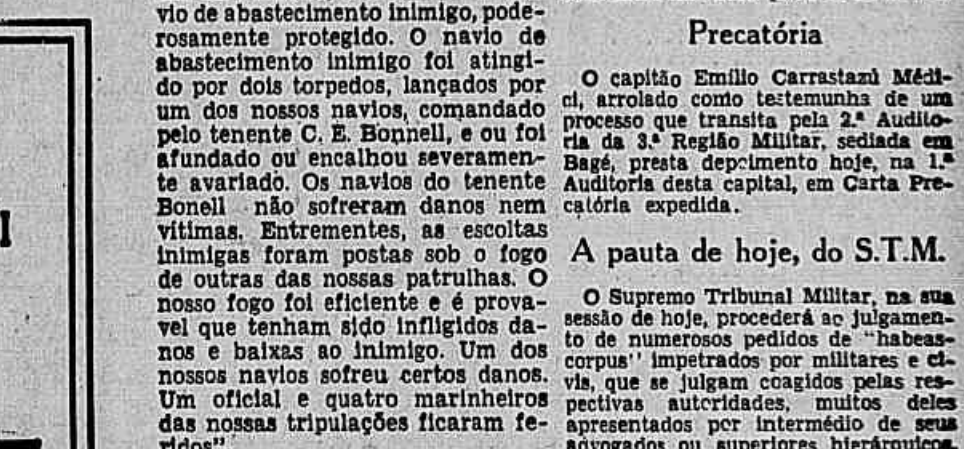 vio de abastecimento inimigo, pode-
rosamente protegido. O navio de
abastecimento inimigo foi atingi-
do por dois torpedos, lançados por
um dos nossos navios, comandado
pelo tenente C. E. Bonnell, e ou foi
afundado ou encalhou severamen-
te avariado. Os navios do tenente
Bonell não sofreram danos nem
vitimas. Entrementes, as escoltas
inimigas foram postas sob o fogo
de outras das nossas patrulhas. O
nosso fogo foi eficiente e é prova-
vel que tenham sido infligidos da-
nos e baixas ao inimigo. Um dos
nossos navios sofreu certos danos.
Um oficial e quatro marinheiros
das nossas tripulações ficaram fe-
ridos"
Precatória
O capitão Emílio Carrastazú Médi-
ci, arrolado como testemunha de um
processo que transita pela 2.ª Audito-
ria da 3.ª Região Militar, sediada em
Bagé, presta depcimento hoje, na 1.ª
Auditoria desta capital, em Carta Pre-
catória expedida.
A pauta de hoje, do S.T.M.
O Supremo Tribunal Militar, na sua
sessão de hoje, procederá ao julgamen-
to de numerosos pedidos de "habeas-
corpus" impetrados por militares e ci-
vis, que se julgam coagidos pelas res-
pectivas autoridades, muitos deles
apresentados por intermédio de seus
advogados ou superiores hierárquicos.